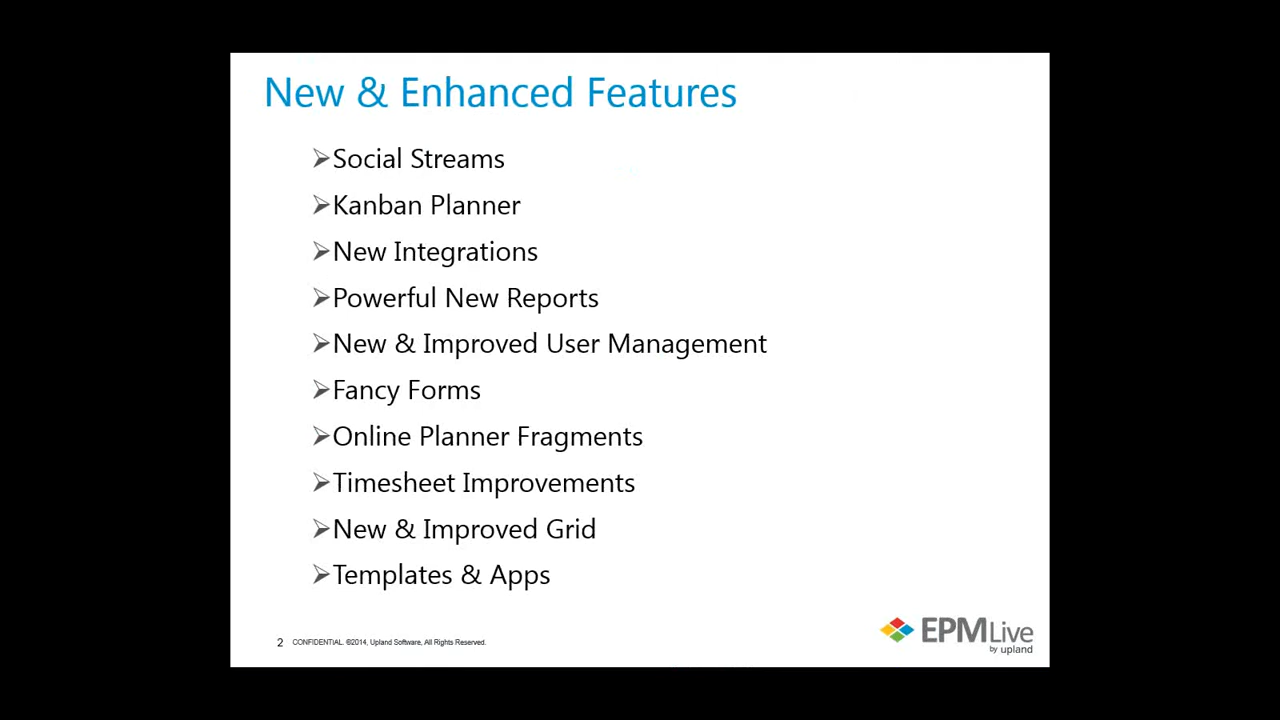 New & Enhanced Features
➢Social Streams
➢Kanban Planner
➢New Integrations
➢Powerful New Reports
➢New & Improved User Management
➢Fancy Forms
➢Online Planner Fragments
➢Timesheet Improvements
➢New & Improved Grid
➢Templates & Apps
2 CONFIDENTIAL. ©2014, Upland Software, All Rights Reserved.
EPMLive
by upland